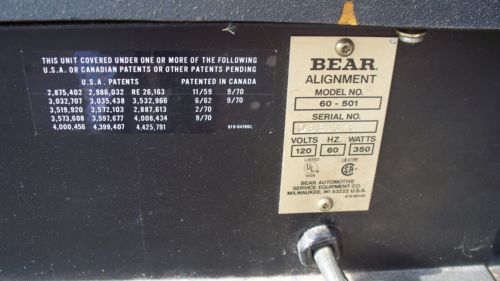 THIS UNIT COVERED UNDER ONE OR MORE OF THE FOLLOWING
U.S.A. OR CANADIAN PATENTS OR OTHER PATENTS PENDING
U.S.A. PATENTS PATENTED IN CANADA
2,875,402 2,986,032 RE 26,163 11/59 9/70
3,032,707 3,035,438 3,532,966 6/62 9/70
3,519,920 3,572,103 2,887,613 2/70
3,573,608 3,597,677 4,008,434 9/70
4,000,456 4,399,407 4,425,791
BEAR
ALIGNMENT
MODEL NO.
60-501
SERIAL NO.
VOLTS HZ. WATTS
120 60 350
LISTED
UL
SA
BEAR AUTOMOTIVE
SERVICE EQUIPMENT CO.
MILWAUKEE, WI 53225 U.S.A.